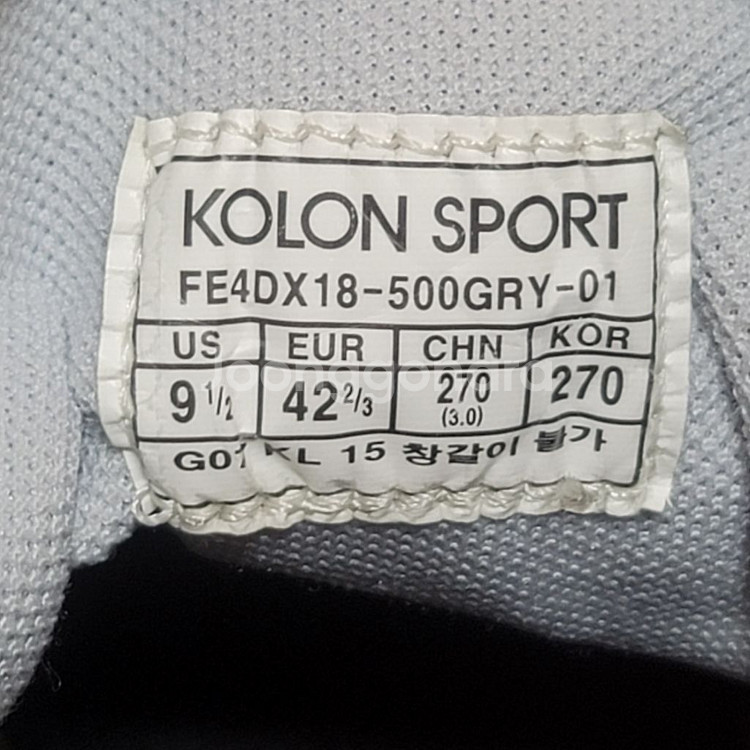 KOLON SPORT
FE4DX18-500GRY-01
US EUR CHN KOR
9 1/2 42 2/3 270 (3.0) 270
15 창갈이 불가
joonggonara